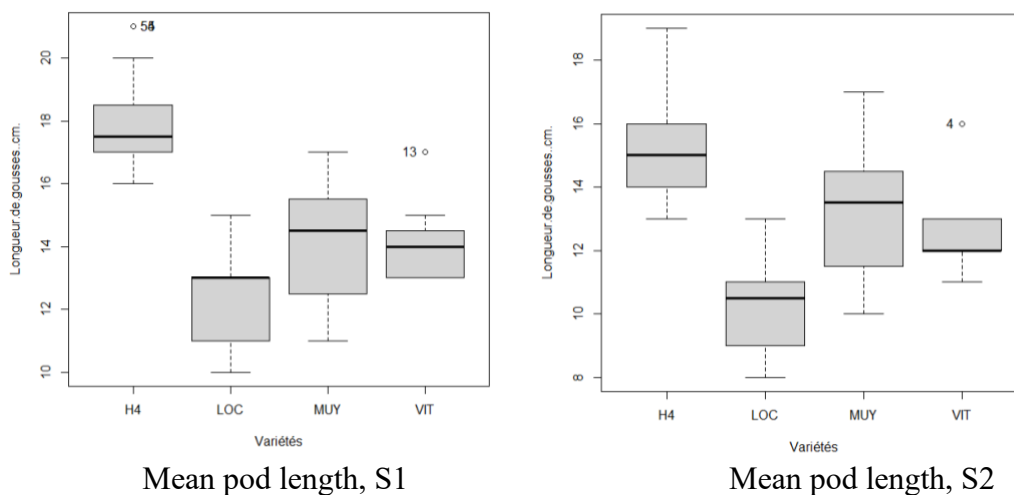 Longueur.de.gousses..cm.
20
18
16
14
12
10
13
H4 LOC MUY VIT
Variétés
Mean pod length, S1
Longueur.de.gousses..cm.
18
16
14
12
10
8
4
H4 LOC MUY VIT
Variétés
Mean pod length, S2